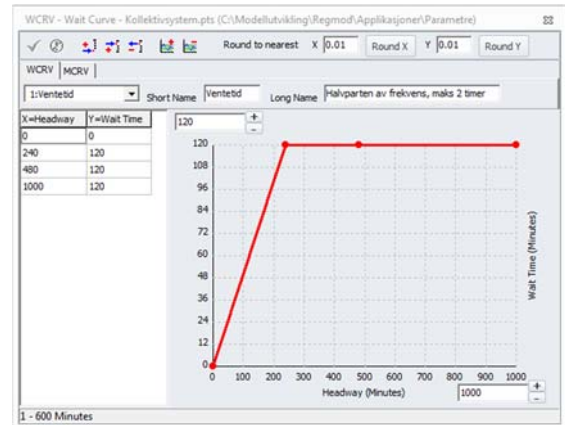 WCRV - Wait Curve - Kollektivsystem.pts (C:\Modellutvikling\Regmod\Applikasjoner\Parametre)
Round to nearest X 0.01 Round X Y 0.01 Round Y
WCRV MCRV
1:Ventetid Short Name Ventetid Long Name Halvparten av frekvens, maks 2 timer
X=Headway Y=Wait Time
0 0
240 120
480 120
1000 120
120 + -
120
108
96
84
72
60
48
36
24
12
0
0 100 200 300 400 500 600 700 800 900 1000
Wait Time (Minutes)
Headway (Minutes)
1000 + -
1 - 600 Minutes